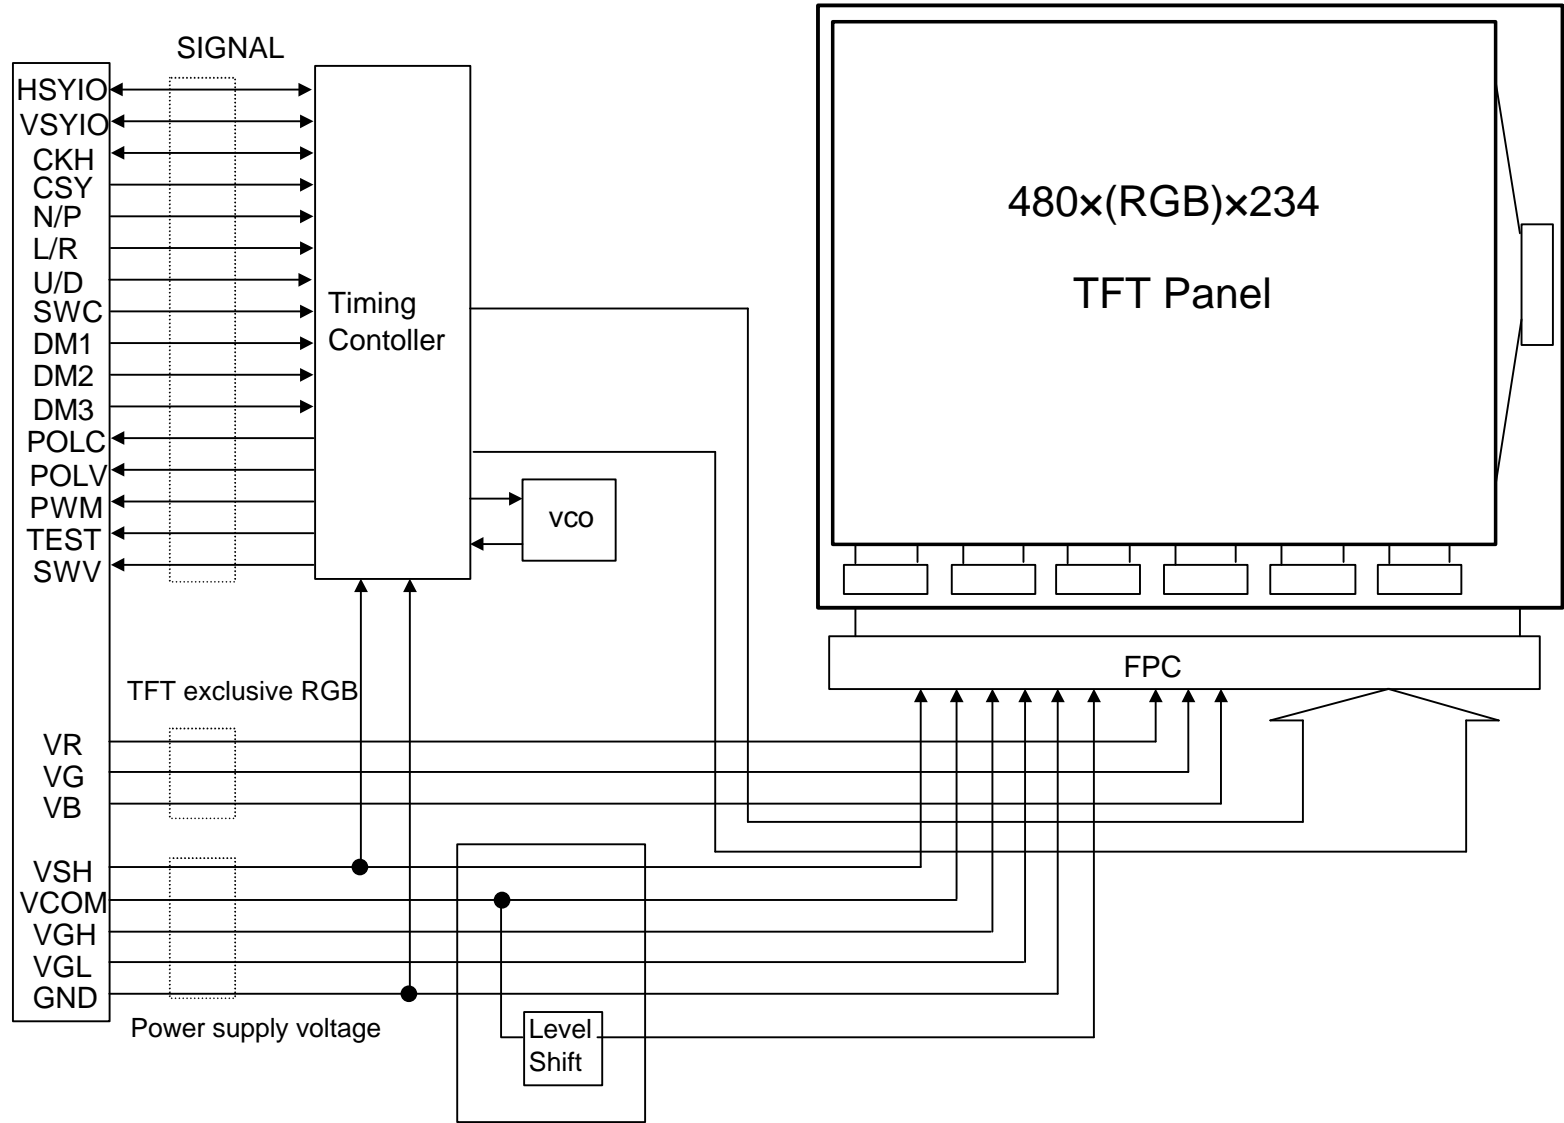 SIGNAL
HSYIO
VSYIO
CKH
CSY
N/P
L/R
U/D
SWC
DM1
DM2
DM3
POLC
POLV
PWM
TEST
SWV
Timing
Contoller
vco
480×(RGB)×234
TFT Panel
FPC
TFT exclusive RGB
VR
VG
VB
VSH
VCOM
VGH
VGL
GND
Power supply voltage
Level
Shift